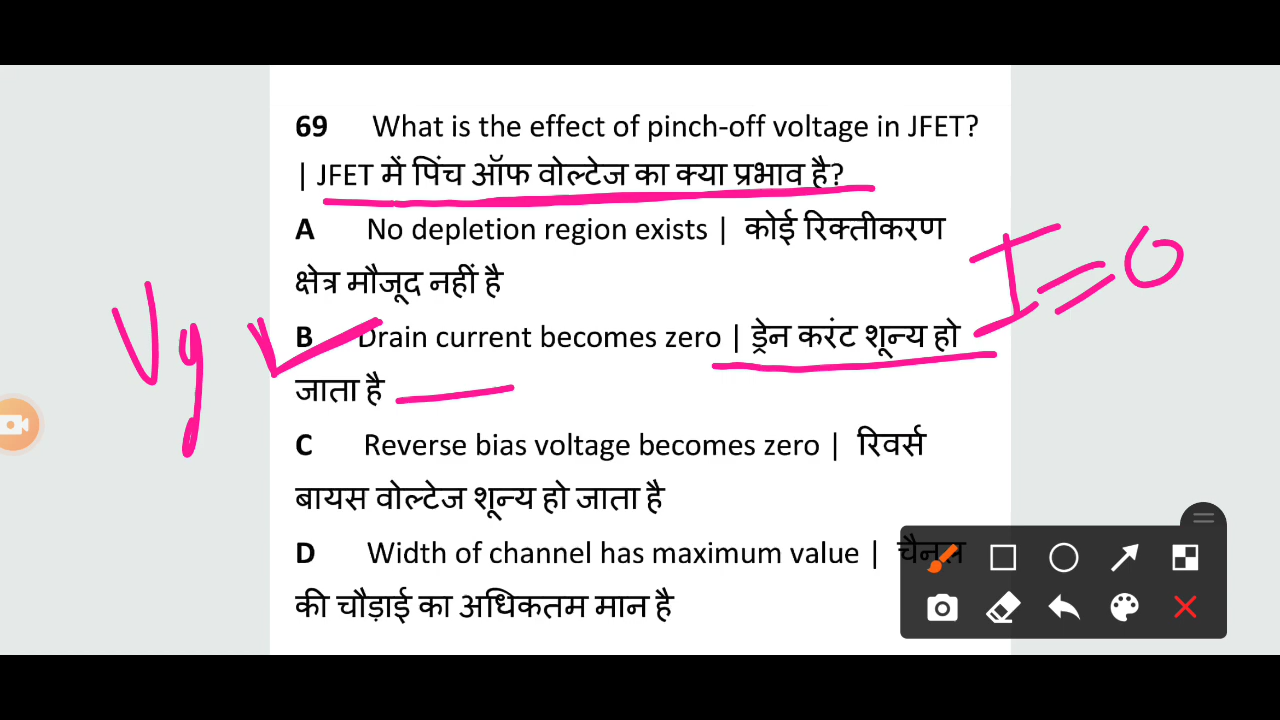 69 What is the effect of pinch-off voltage in JFET?
| JFET में पिंच ऑफ वोल्टेज का क्या प्रभाव है?
A No depletion region exists | कोई रिक्तीकरण
क्षेत्र मौजूद नहीं है
I=0
B Drain current becomes zero | ड्रेन करंट शून्य हो
Vg
जाता है
C Reverse bias voltage becomes zero | रिवर्स
बायस वोल्टेज शून्य हो जाता है
D Width of channel has maximum value | चैनल
की चौड़ाई का अधिकतम मान है